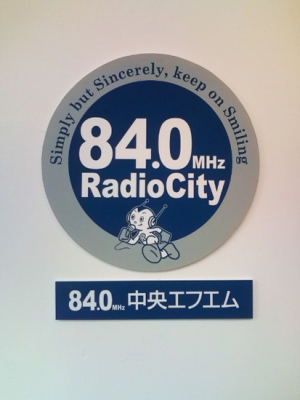 Simply but Sincerely, keep on Smiling
84.0MHz
RadioCity
84.0MHz 中央エフエム